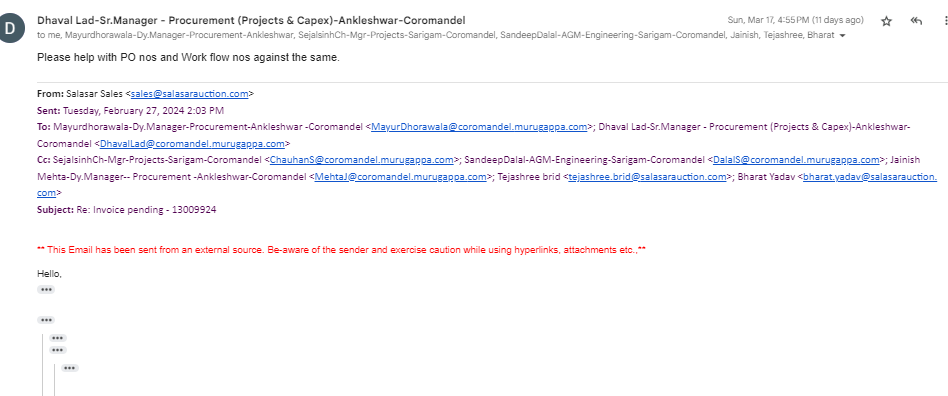 D
Dhaval Lad-Sr.Manager - Procurement (Projects & Capex)-Ankleshwar-Coromandel
Sun, Mar 17, 4:55 PM (11 days ago)
to me, Mayurdhorawala-Dy.Manager-Procurement-Ankleshwar, SejalsinhCh-Mgr-Projects-Sarigam-Coromandel, SandeepDalal-AGM-Engineering-Sarigam-Coromandel, Jainish, Tejashree, Bharat
Please help with PO nos and Work flow nos against the same.
From: Salasar Sales <sales@salasarauction.com>
Sent: Tuesday, February 27, 2024 2:03 PM
To: Mayurdhorawala-Dy.Manager-Procurement-Ankleshwar -Coromandel <MayurDhorawala@coromandel.murugappa.com>; Dhaval Lad-Sr.Manager - Procurement (Projects & Capex)-Ankleshwar-
Coromandel <DhavalLad@coromandel.murugappa.com>
Cc: SejalsinhCh-Mgr-Projects-Sarigam-Coromandel <ChauhanS@coromandel.murugappa.com>; SandeepDalal-AGM-Engineering-Sarigam-Coromandel <DalalS@coromandel.murugappa.com>; Jainish
Mehta-Dy.Manager-- Procurement -Ankleshwar-Coromandel <MehtaJ@coromandel.murugappa.com>; Tejashree brid <tejashree.brid@salasarauction.com>; Bharat Yadav <bharat.yadav@salasarauction.
com>
Subject: Re: Invoice pending - 13009924
** This Email has been sent from an external source. Be-aware of the sender and exercise caution while using hyperlinks, attachments etc.,**
Hello,